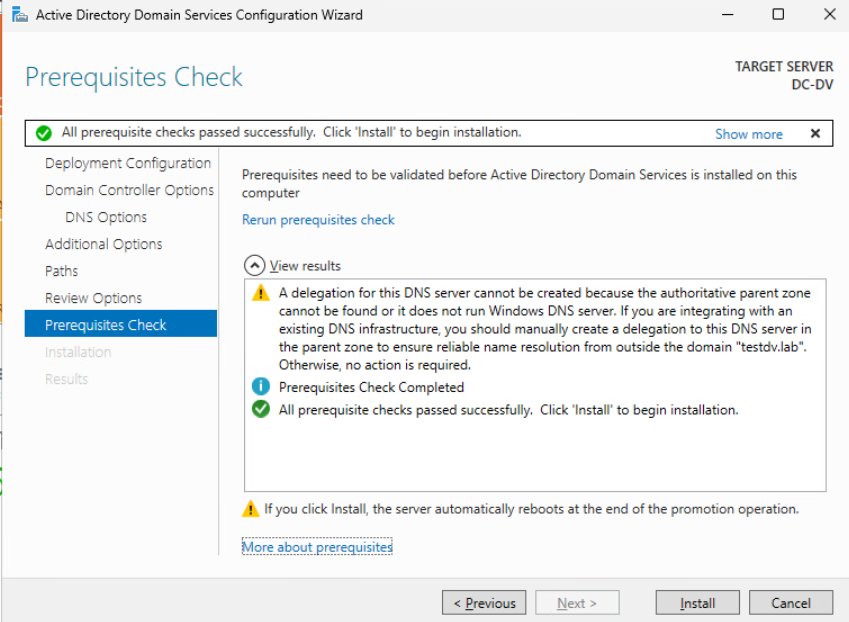 Active Directory Domain Services Configuration Wizard
Prerequisites Check
TARGET SERVER
DC-DV
All prerequisite checks passed successfully. Click 'Install' to begin installation.
Show more
Deployment Configuration
Domain Controller Options
DNS Options
Additional Options
Paths
Review Options
Prerequisites Check
Installation
Results
Prerequisites need to be validated before Active Directory Domain Services is installed on this
computer
Rerun prerequisites check
View results
A delegation for this DNS server cannot be created because the authoritative parent zone
cannot be found or it does not run Windows DNS server. If you are integrating with an
existing DNS infrastructure, you should manually create a delegation to this DNS server in
the parent zone to ensure reliable name resolution from outside the domain "testdv.lab".
Otherwise, no action is required.
Prerequisites Check Completed
All prerequisite checks passed successfully. Click 'Install' to begin installation.
If you click Install, the server automatically reboots at the end of the promotion operation.
More about prerequisites
< Previous
Next >
Install
Cancel